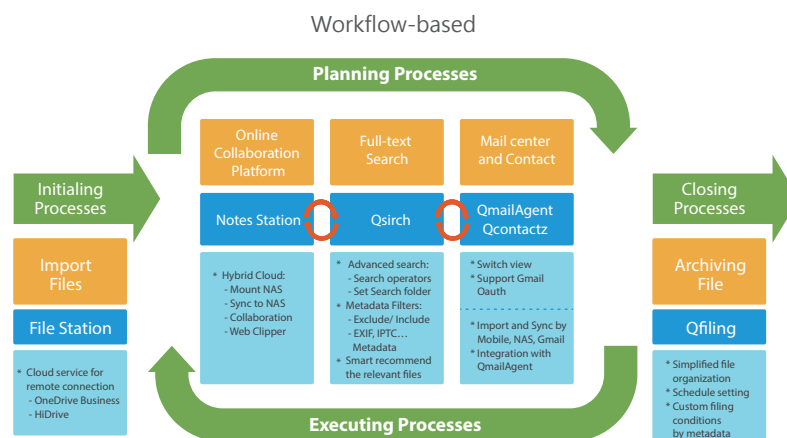 Workflow-based
Planning Processes
Initialing
Processes
Import
Files
File Station
* Cloud service for
remote connection
- OneDrive Business
- HiDrive
Online
Collaboration
Platform
Notes Station
* Hybrid Cloud:
- Mount NAS
- Sync to NAS
- Collaboration
- Web Clipper
Full-text
Search
Qsirch
* Advanced search:
- Search operators
- Set Search folder
* Metadata Filters:
- Exclude/ Include
- EXIF, IPTC…
Metadata
* Smart recommend
the relevant files
Mail center
and Contact
QmailAgent
Qcontactz
* Switch view
* Support Gmail
Oauth
* Import and Sync by
Mobile, NAS, Gmail
* Integration with
QmailAgent
Closing
Processes
Archiving
File
Qfiling
* Simplified file
organization
* Schedule setting
* Custom filing
conditions
by metadata
Executing Processes